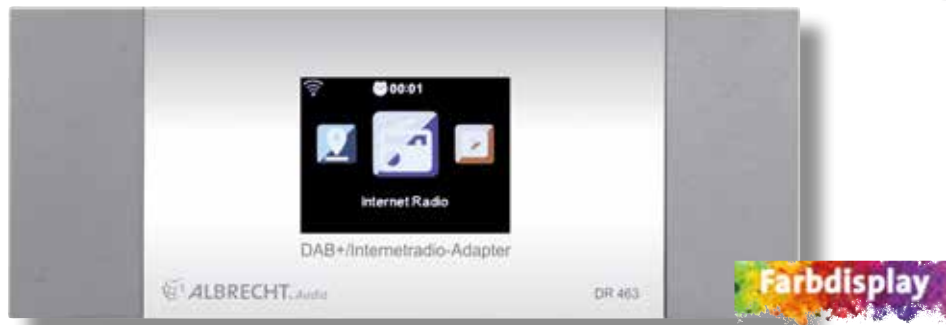 00:01
Internet Radio
DAB+/Internetradio-Adapter
ALBRECHT. Audio
DR 463
Farbdisplay